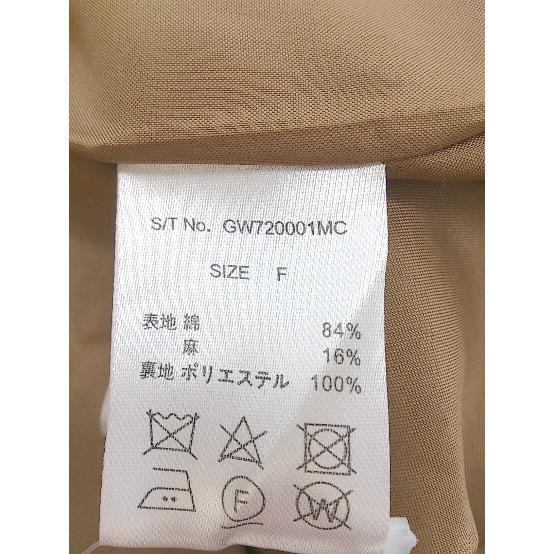 S/T No. GW720001MC
SIZE F
表地 綿 84%
麻 16%
裏地 ポリエステル 100%
F W